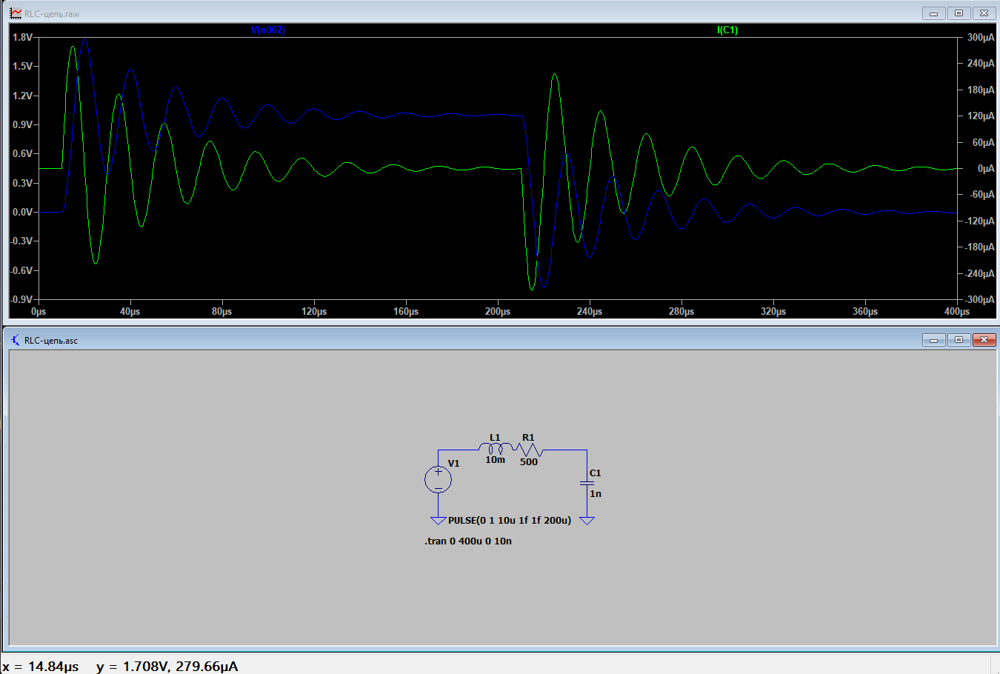 RLC-цепь.raw
V(n002) I(C1)
1.8V 300µA
1.5V 240µA
1.2V 180µA
0.9V 120µA
0.6V 60µA
0.3V 0µA
0.0V -60µA
-0.3V -120µA
-0.6V -180µA
-0.9V -240µA
-300µA
0µs 40µs 80µs 120µs 160µs 200µs 240µs 280µs 320µs 360µs 400µs
RLC-цепь.asc
L1 R1
10m 500
V1
C1
1n
PULSE(0 1 10u 1f 1f 200u)
.tran 0 400u 0 10n
x = 14.84µs y = 1.708V, 279.66µA